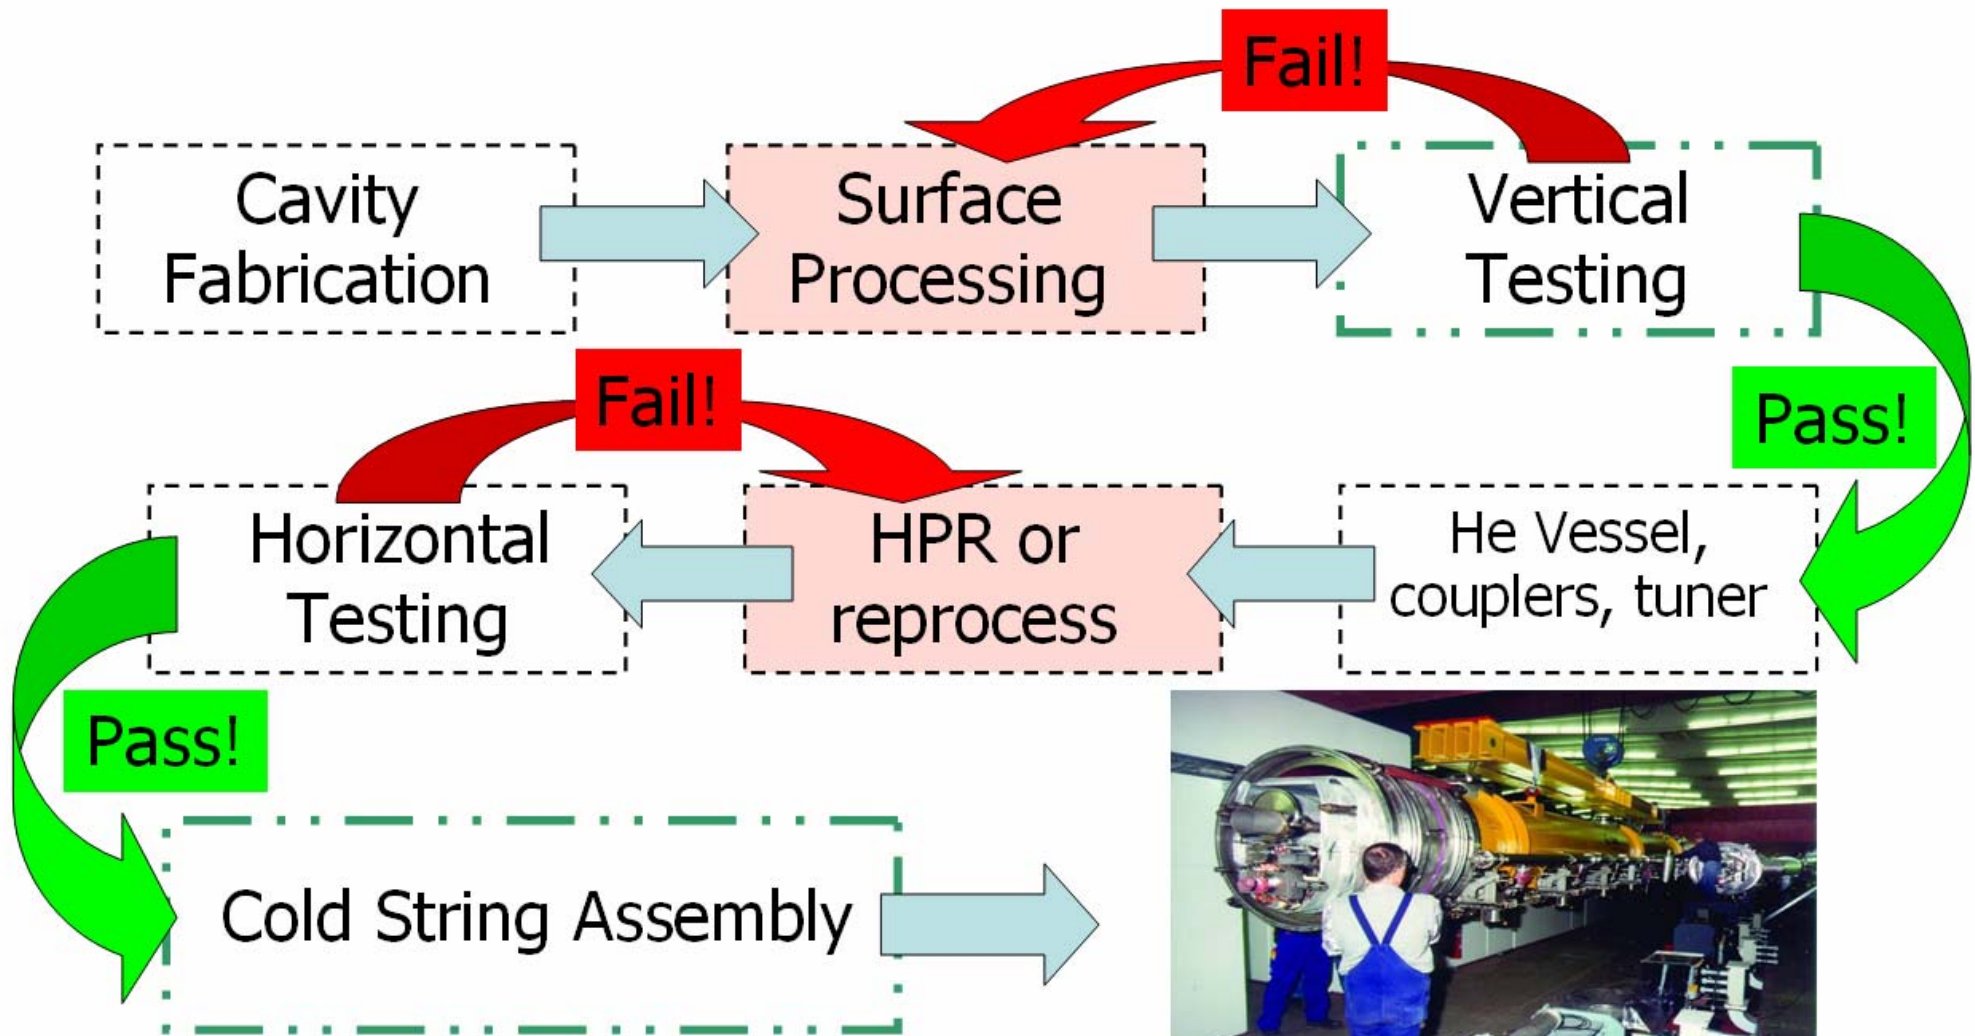 Fail!
Cavity
Fabrication
Surface
Processing
Vertical
Testing
Fail!
Pass!
Horizontal
Testing
HPR or
reprocess
He Vessel,
couplers, tuner
Pass!
Cold String Assembly